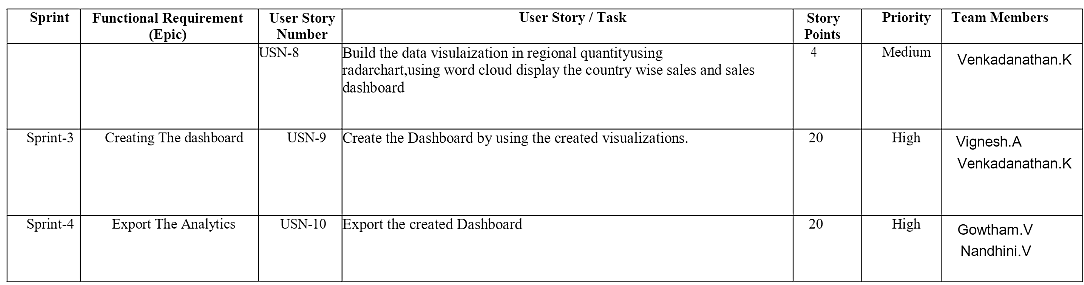 Sprint Functional Requirement (Epic) User Story Number User Story / Task Story Points Priority Team Members
USN-8 Build the data visulaization in regional quantityusing 4 Medium Venkadanathan.K
radarchart,using word cloud display the country wise sales and sales
dashboard
Sprint-3 Creating The dashboard USN-9 Create the Dashboard by using the created visualizations. 20 High Vignesh.A
Venkadanathan.K
Sprint-4 Export The Analytics USN-10 Export the created Dashboard 20 High Gowtham.V
Nandhini.V